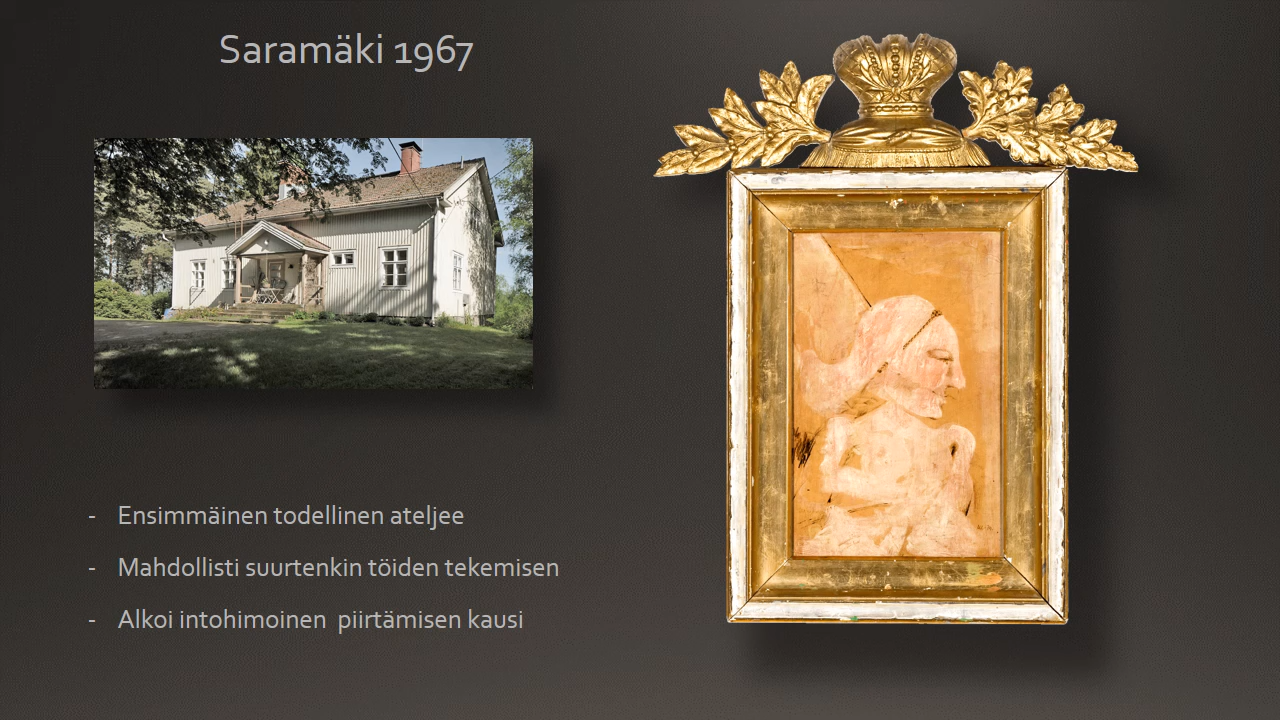 Saramäki 1967
- Ensimmäinen todellinen ateljee
- Mahdollisti suurtenkin töiden tekemisen
- Alkoi intohimoinen piirtämisen kausi